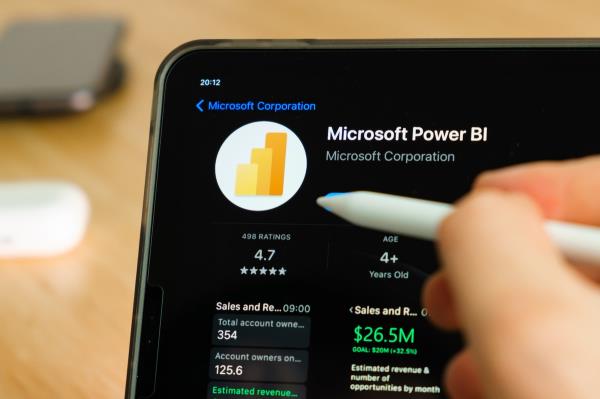 20:12
Microsoft Corporation
Microsoft Power BI
Microsoft Corporation
498 RATINGS
4.7
AGE
4+
Years Old
Sales and Re... 09:00
Total account owne...
354
Account owners on...
125.6
Estimated revenue...
Sales and R...
$26.5M
GOAL: $20M (+32.5%)
Estimated revenue &
number of
opportunities by month